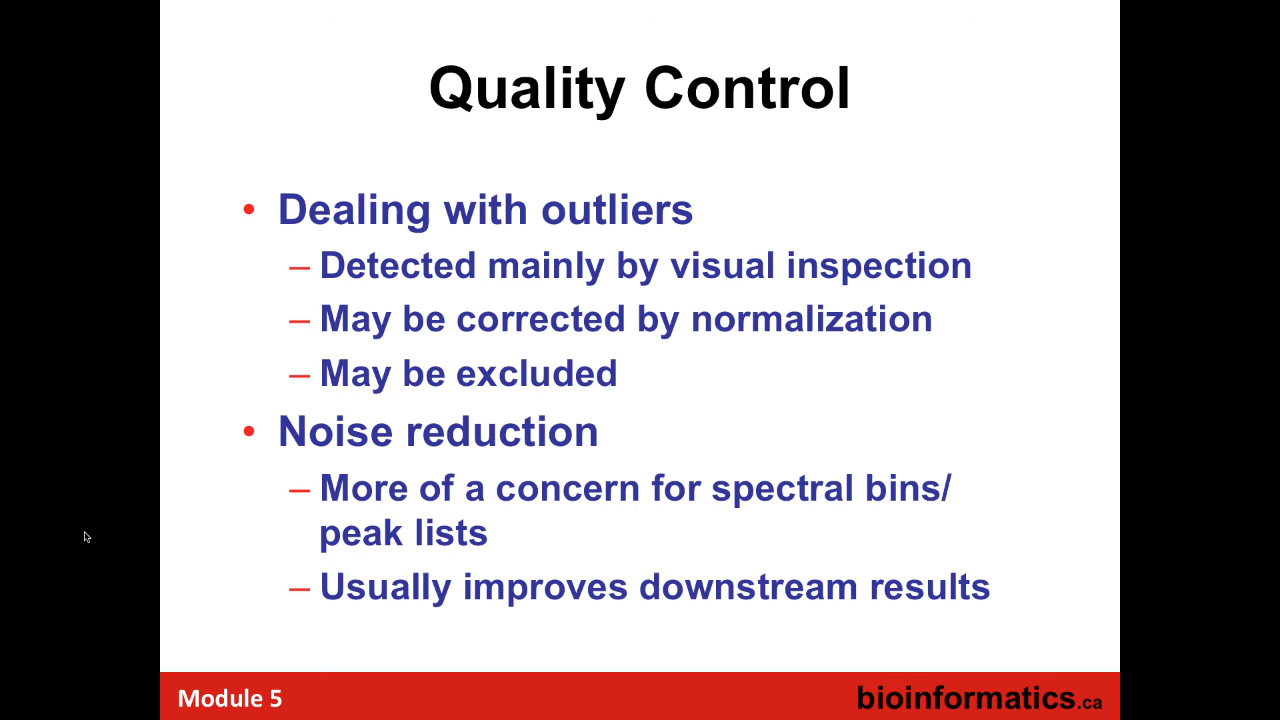 Quality Control
• Dealing with outliers
– Detected mainly by visual inspection
– May be corrected by normalization
– May be excluded
• Noise reduction
– More of a concern for spectral bins/
peak lists
– Usually improves downstream results
Module 5
bioinformatics.ca